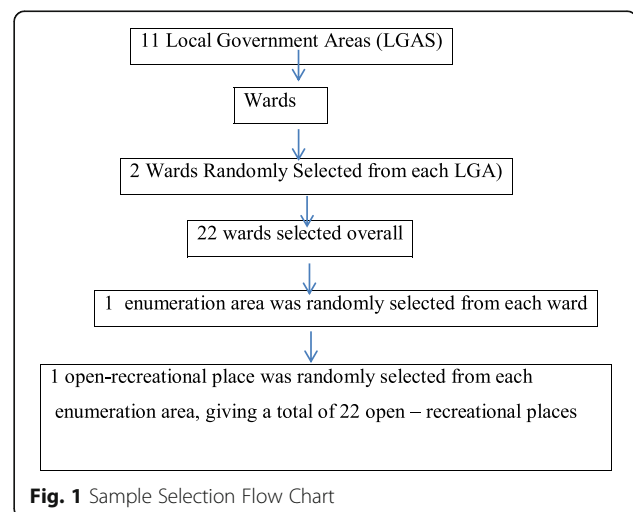 11 Local Government Areas (LGAS)
Wards
2 Wards Randomly Selected from each LGA)
22 wards selected overall
1 enumeration area was randomly selected from each ward
1 open-recreational place was randomly selected from each
enumeration area, giving a total of 22 open – recreational places
Fig. 1 Sample Selection Flow Chart